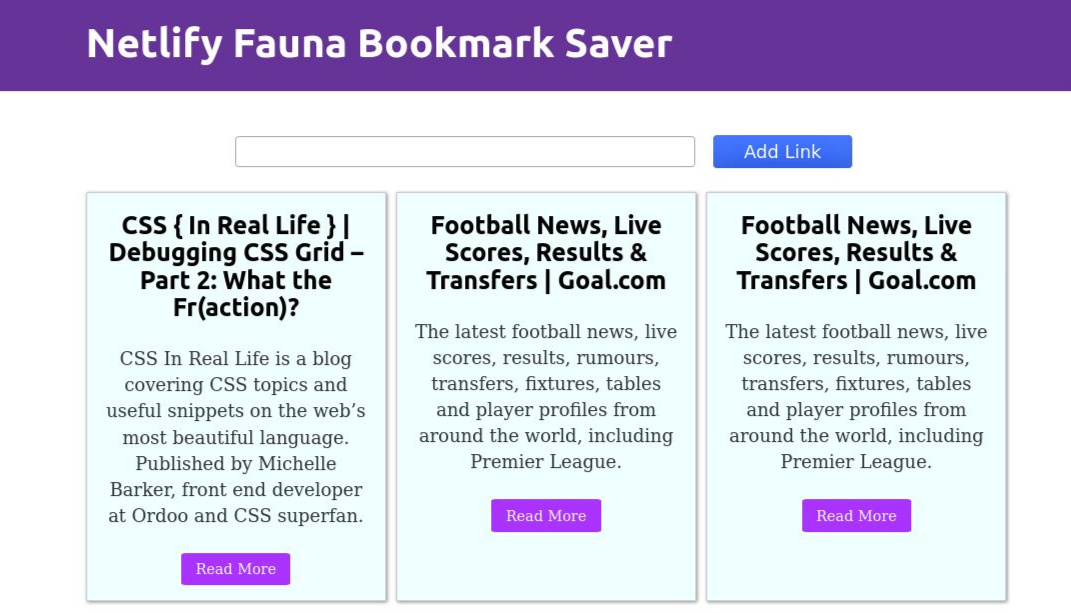 Netlify Fauna Bookmark Saver
Add Link
CSS { In Real Life } |
Debugging CSS Grid –
Part 2: What the
Fr(action)?
CSS In Real Life is a blog
covering CSS topics and
useful snippets on the web’s
most beautiful language.
Published by Michelle
Barker, front end developer
at Ordoo and CSS superfan.
Read More
Football News, Live
Scores, Results &
Transfers | Goal.com
The latest football news, live
scores, results, rumours,
transfers, fixtures, tables
and player profiles from
around the world, including
Premier League.
Read More
Football News, Live
Scores, Results &
Transfers | Goal.com
The latest football news, live
scores, results, rumours,
transfers, fixtures, tables
and player profiles from
around the world, including
Premier League.
Read More